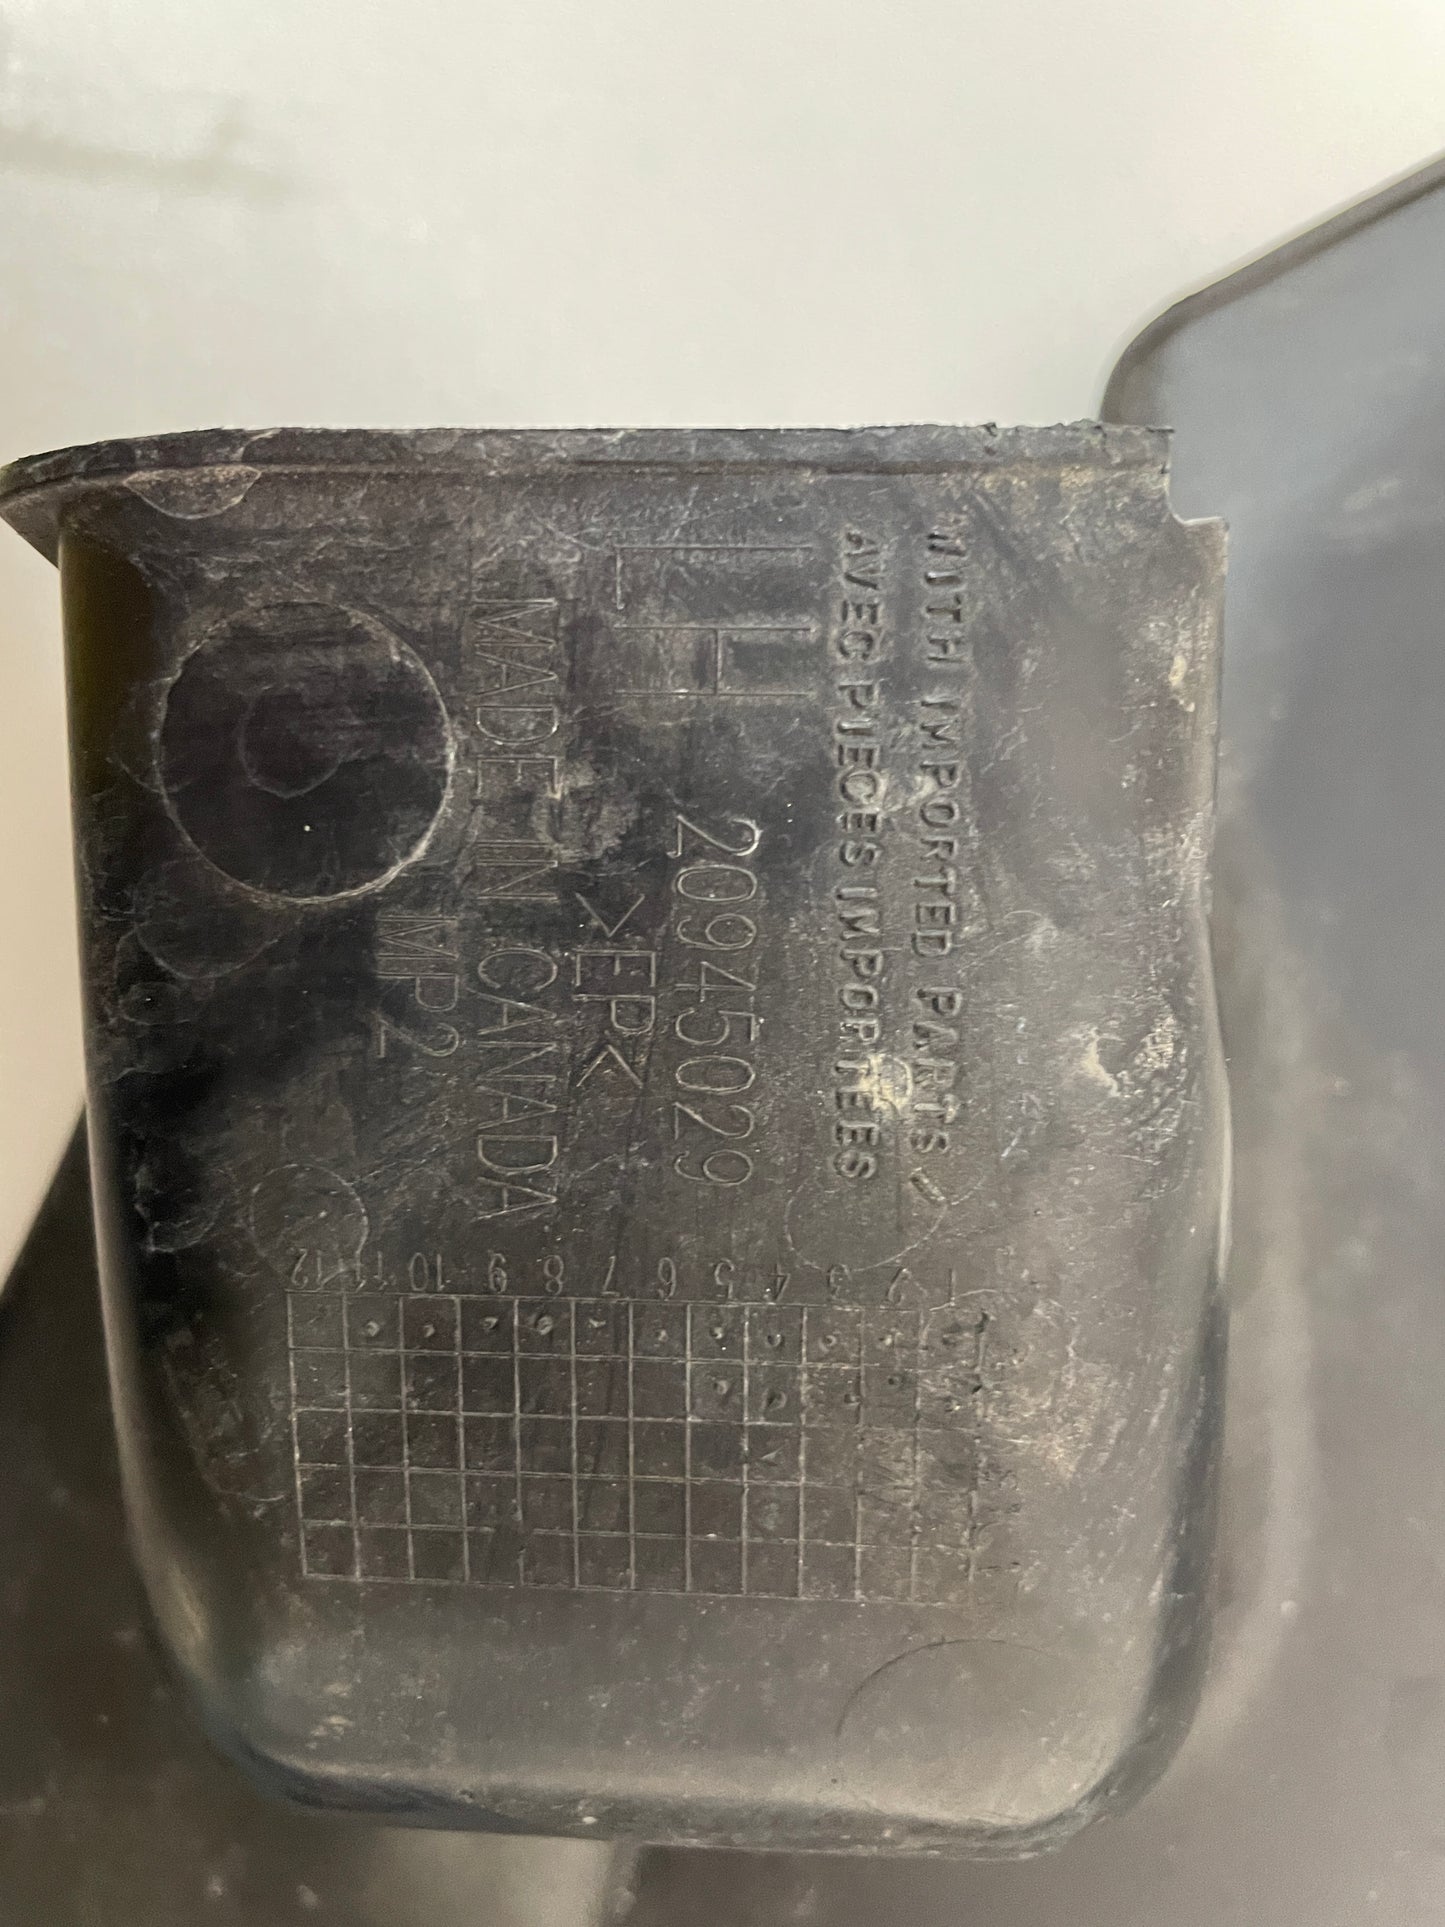 WITH IMPORTED PARTS
AVEC PIECES IMPORTEES
LH
20945029
>EP<
MADE IN CANADA
MP2
1 2 3 4 5 6 7 8 9 10 11 12